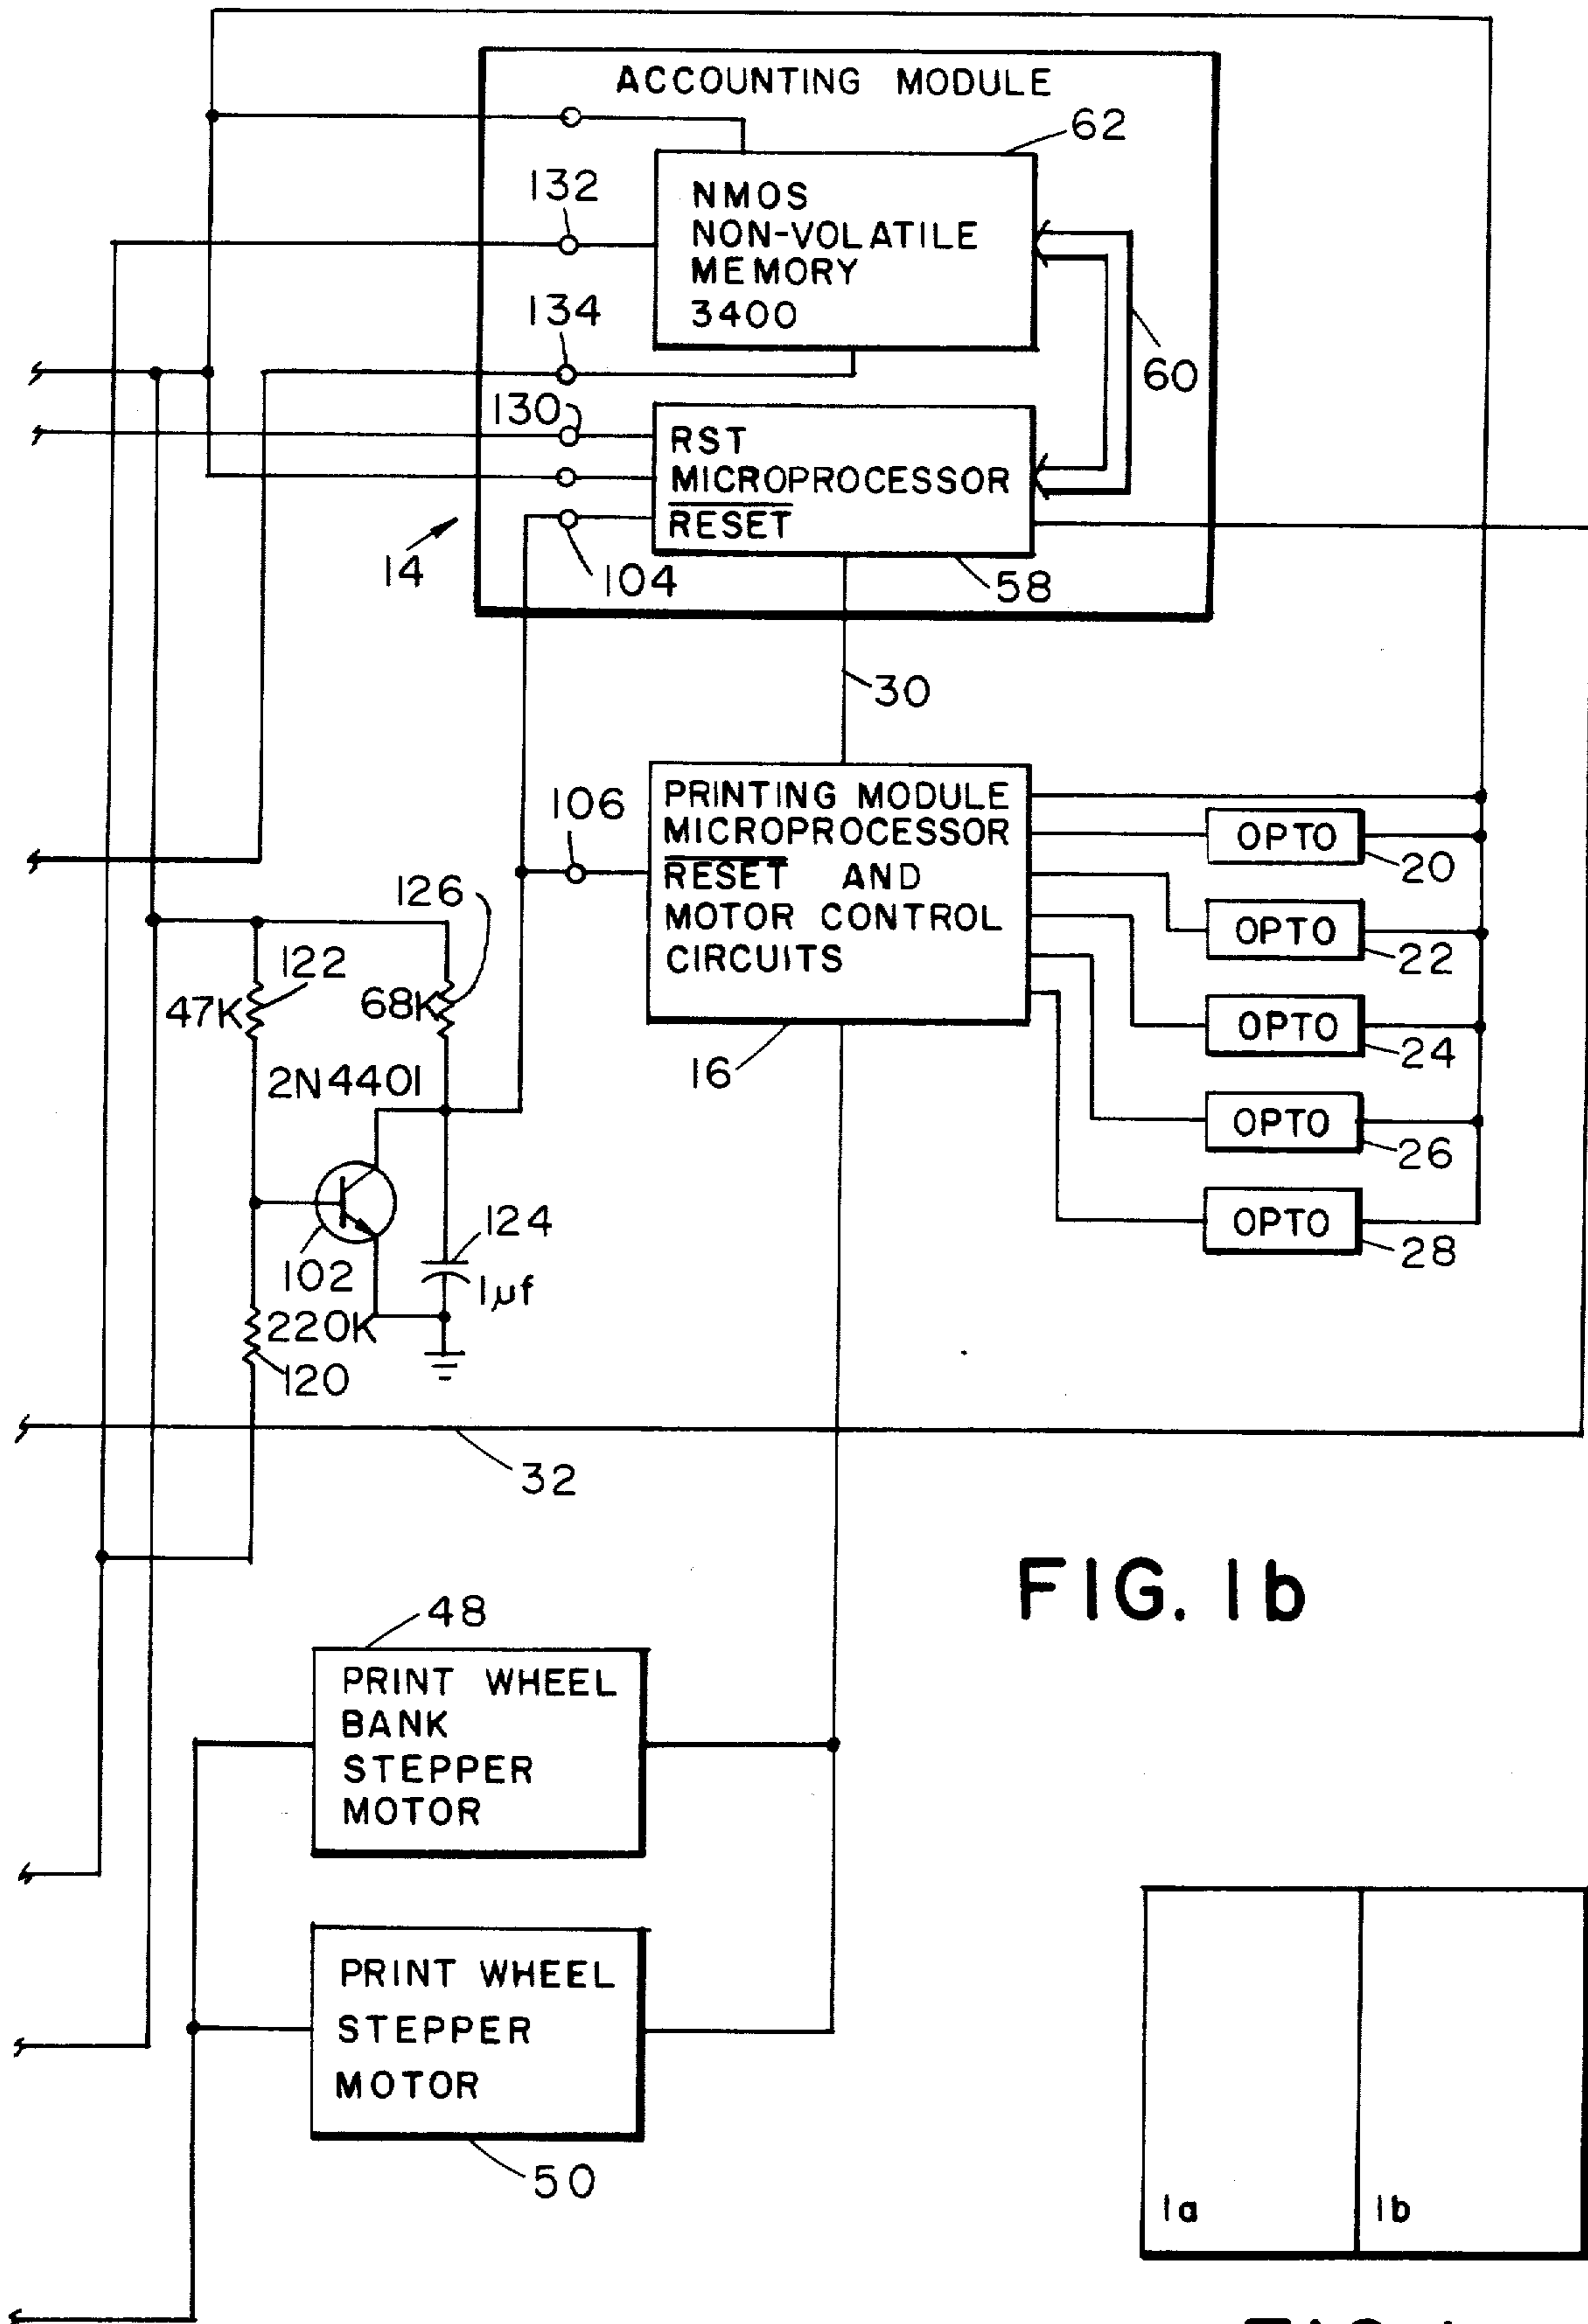 ACCOUNTING MODULE
62
132
NMOS
NON-VOLATILE
MEMORY
3400
134
60
130
RST
MICROPROCESSOR
RESET
14
104
58
30
106
PRINTING MODULE
MICROPROCESSOR
RESET AND
MOTOR CONTROL
CIRCUITS
16
OPTO
20
OPTO
22
OPTO
24
OPTO
26
OPTO
28
126
122
47K
68K
2N4401
102
124
1µf
220K
120
32
FIG. 1b
48
PRINT WHEEL
BANK
STEPPER
MOTOR
PRINT WHEEL
STEPPER
MOTOR
50
1a
1b